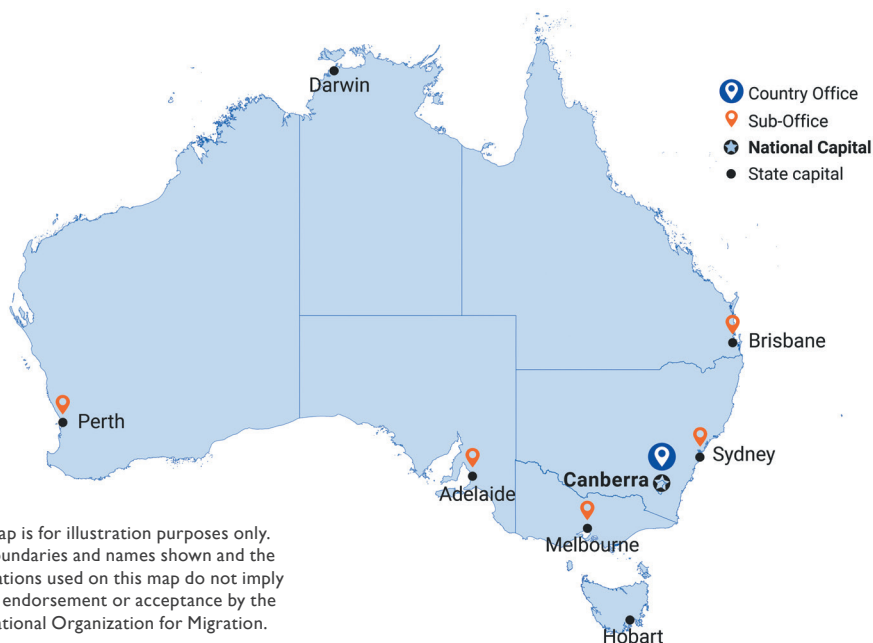 Darwin
Country Office
Sub-Office
National Capital
State capital
Brisbane
Perth
Sydney
Canberra
Adelaide
Melbourne
ap is for illustration purposes only.
oundaries and names shown and the
ations used on this map do not imply
endorsement or acceptance by the
ational Organization for Migration.
Hobart